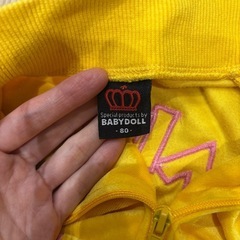 Special products by
BABYDOLL
· 80 ·